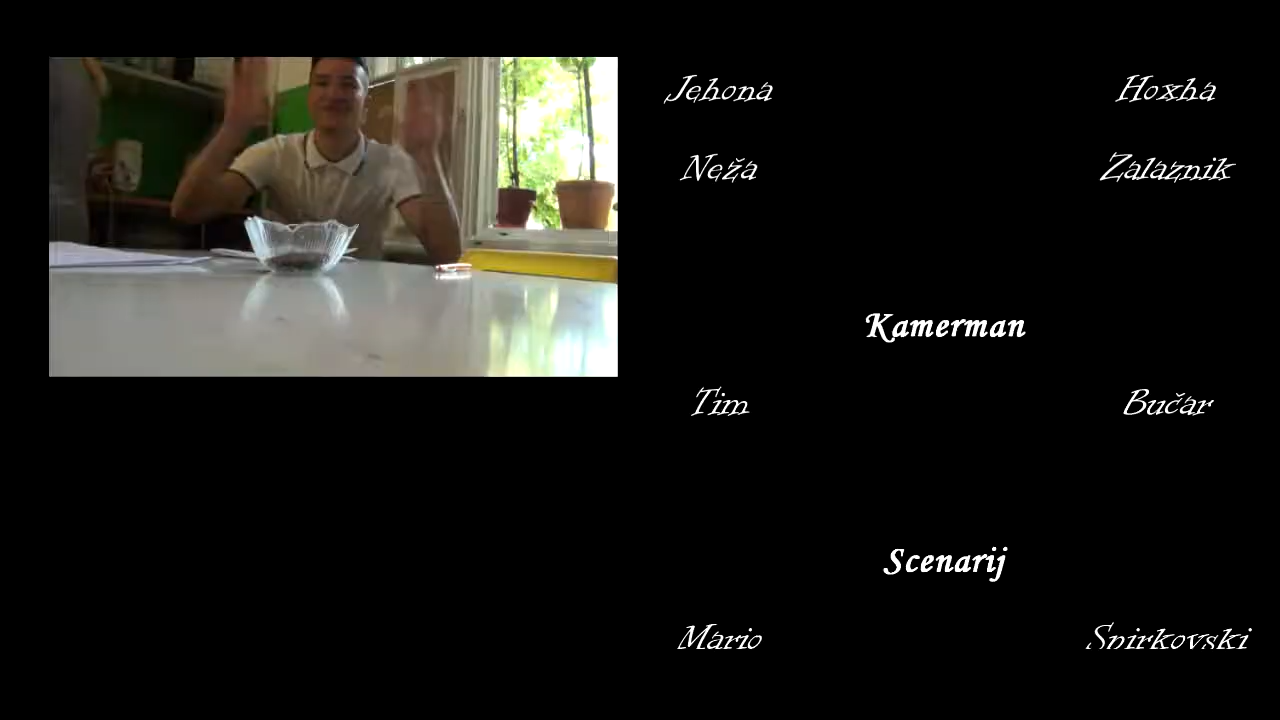 Jehona Hoxha
Neža Zalaznik
Kamerman
Tim Bučar
Scenarij
Mario Spirkovski